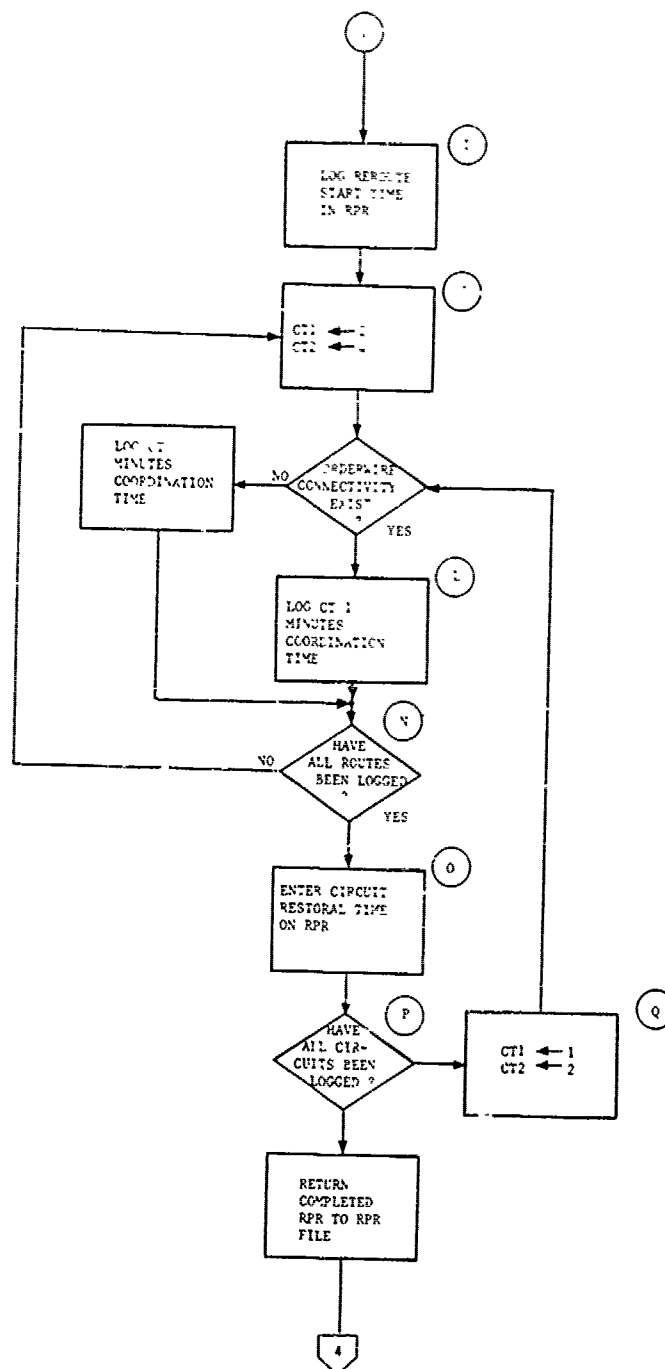 LOG REROUTE
START TIME
IN RPR
CT1
CT2
LOG CT
MINUTES
COORDINATION
TIME
NO
ORDERWIRE
CONNECTIVITY
EXIST
?
YES
L
LOG CT 1
MINUTES
COORDINATION
TIME
N
HAVE
ALL ROUTES
BEEN LOGGED
?
NO
YES
O
ENTER CIRCUIT
RESTORAL TIME
ON RPR
P
HAVE
ALL CIR-
CUITS BEEN
LOGGED ?
Q
CT1 ← 1
CT2 ← 2
RETURN
COMPLETED
RPR TO RPR
FILE
4